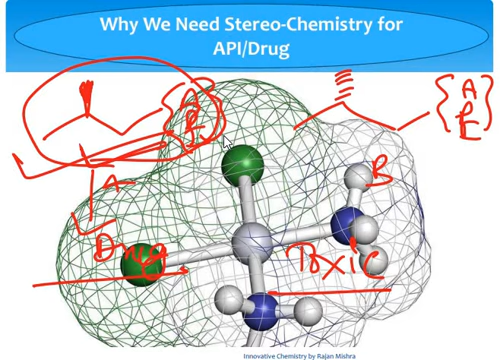 Why We Need Stereo-Chemistry for
API/Drug
A
A
B
Drug
Toxic
Innovative Chemistry by Rajan Mishra